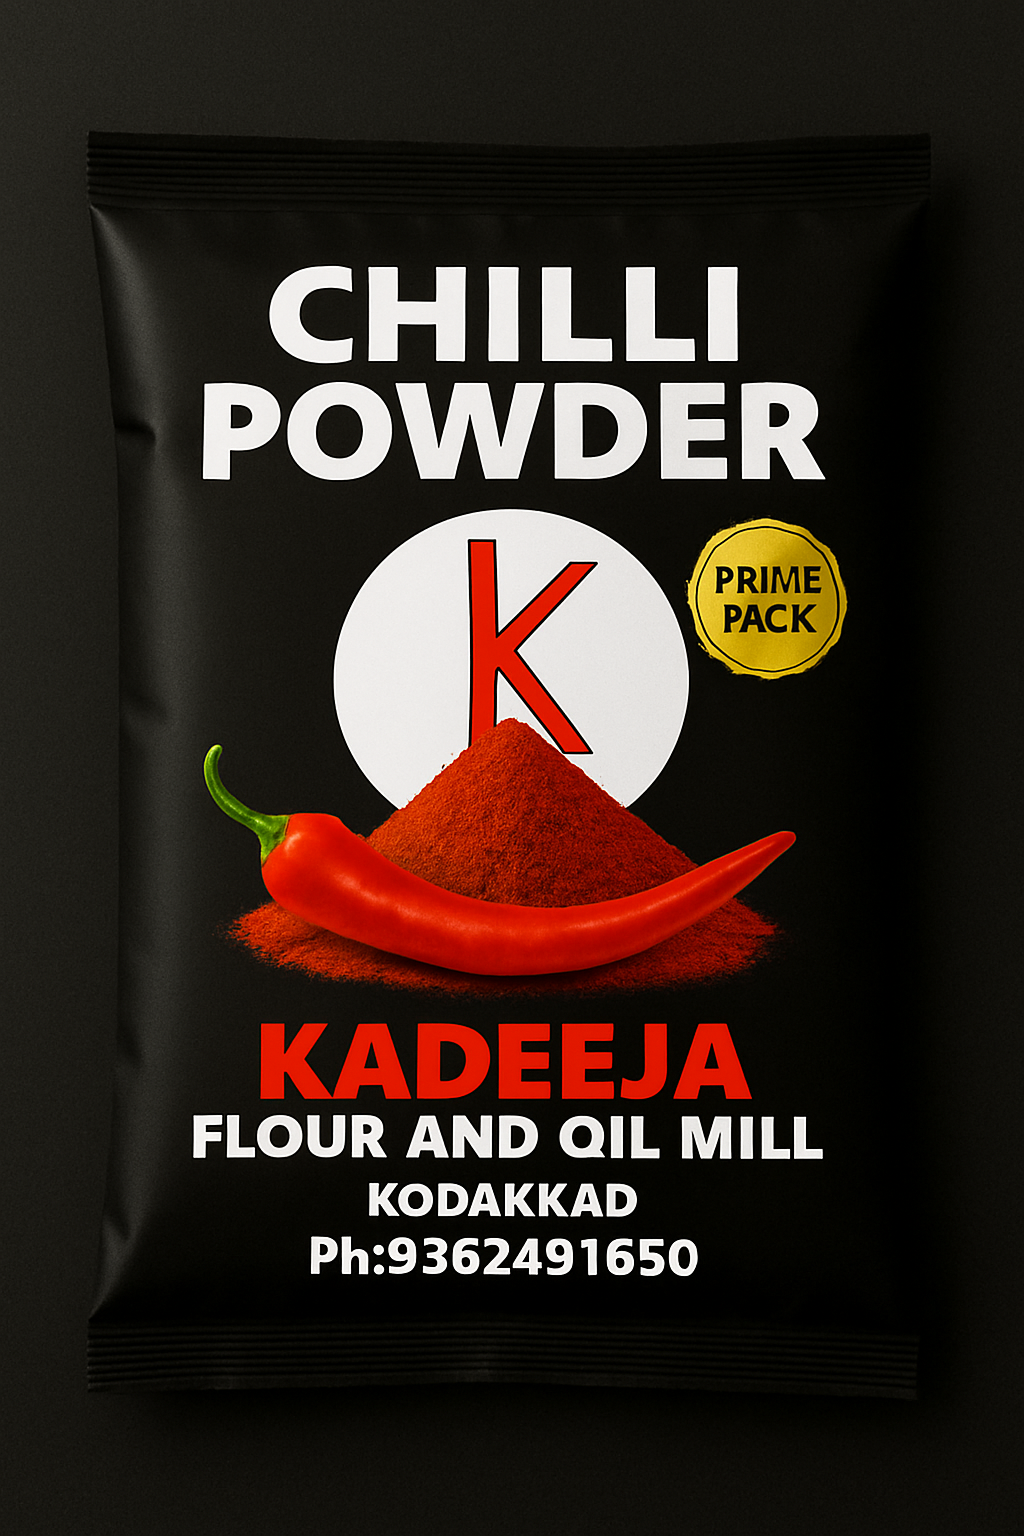 CHILLI
POWDER
K
PRIME
PACK
KADEEJA
FLOUR AND QIL MILL
KODAKKAD
Ph:9362491650